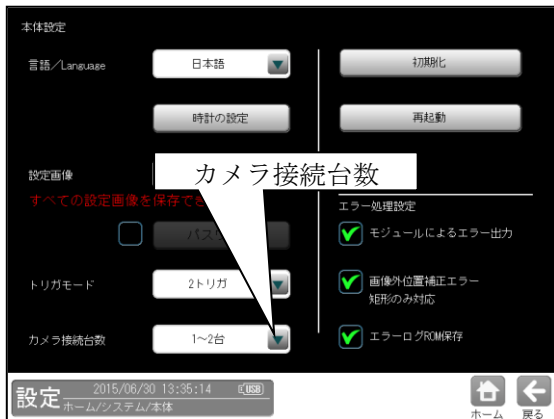 本体設定
言語／Language
日本語
初期化
時計の設定
再起動
設定画像
カメラ接続台数
すべての設定画像を保存でき
エラー処理設定
パス
モジュールによるエラー出力
トリガモード
2トリガ
画像外位置補正エラー
矩形のみ対応
カメラ接続台数
1～2台
エラーログROM保存
設定
2015/06/30 13:35:14
USB
ホーム/システム/本体
ホーム
戻る